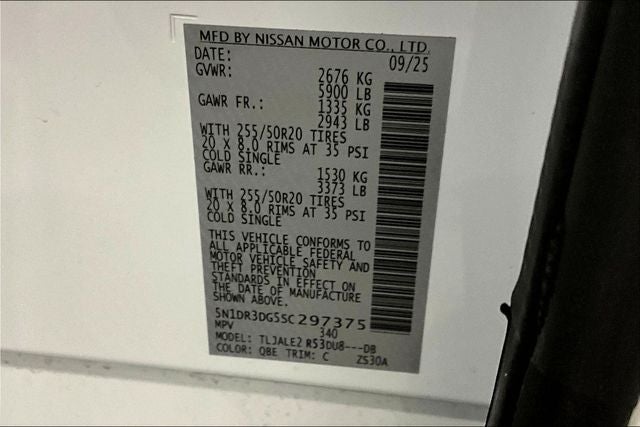 MFD BY NISSAN MOTOR CO., LTD.
DATE: 09/25
GVWR: 2676 KG
5900 LB
GAWR FR.: 1335 KG
2943 LB
WITH 255/50R20 TIRES
20 X 8.0 RIMS AT 35 PSI
COLD SINGLE
GAWR RR.: 1530 KG
3373 LB
WITH 255/50R20 TIRES
20 X 8.0 RIMS AT 35 PSI
COLD SINGLE
THIS VEHICLE CONFORMS TO
ALL APPLICABLE FEDERAL
MOTOR VEHICLE SAFETY AND
THEFT PREVENTION
STANDARDS IN EFFECT ON
THE DATE OF MANUFACTURE
SHOWN ABOVE.
5N1DR3DG5SC297375
MPV 340
MODEL: TLJALE2 R53DU8---DB
COLOR: QBE TRIM: C ZS30A